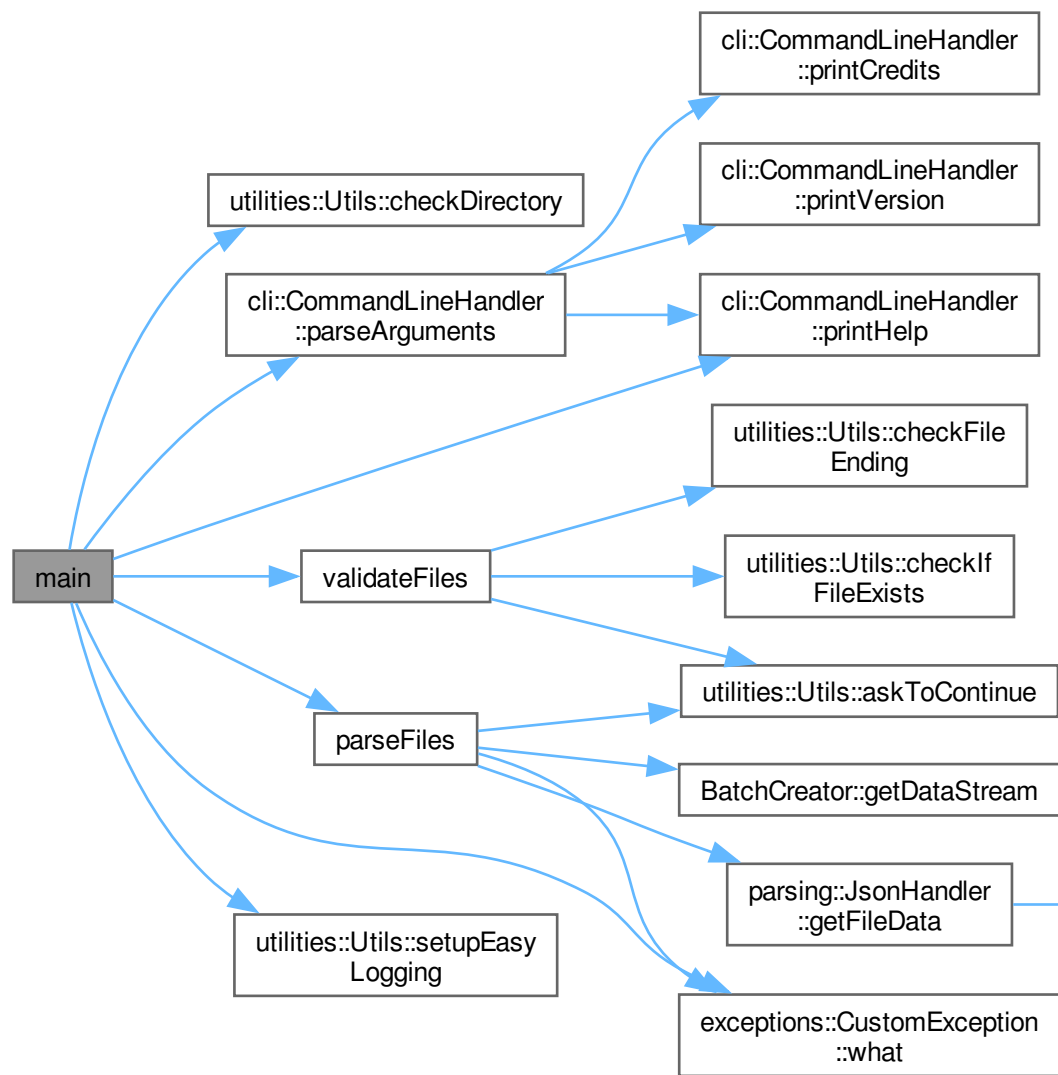 main
utilities::Utils::checkDirectory
cli::CommandLineHandler
::parseArguments
validateFiles
parseFiles
utilities::Utils::setupEasy
Logging
cli::CommandLineHandler
::printCredits
cli::CommandLineHandler
::printVersion
cli::CommandLineHandler
::printHelp
utilities::Utils::checkFile
Ending
utilities::Utils::checkIf
FileExists
utilities::Utils::askToContinue
BatchCreator::getDataStream
parsing::JsonHandler
::getFileData
exceptions::CustomException
::what